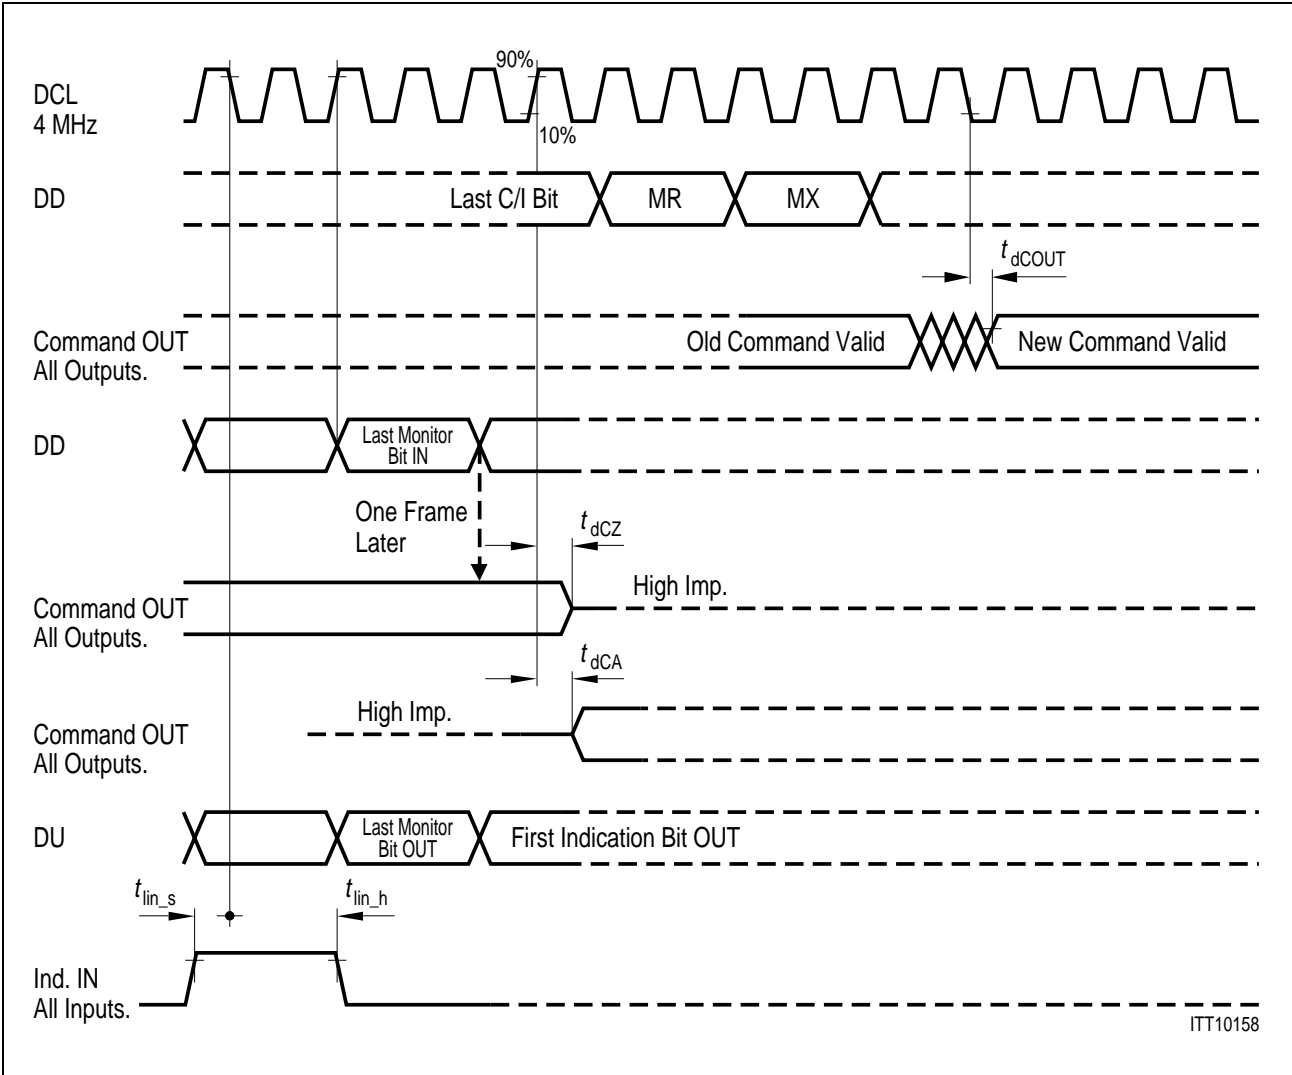 90%
DCL
4 MHz
10%
DD
Last C/I Bit
MR
MX
t dCOUT
Command OUT
All Outputs.
Old Command Valid
New Command Valid
DD
Last Monitor
Bit IN
One Frame
Later
t dCZ
High Imp.
Command OUT
All Outputs.
t dCA
High Imp.
Command OUT
All Outputs.
DU
Last Monitor
Bit OUT
First Indication Bit OUT
t lin_s
t lin_h
Ind. IN
All Inputs.
ITT10158